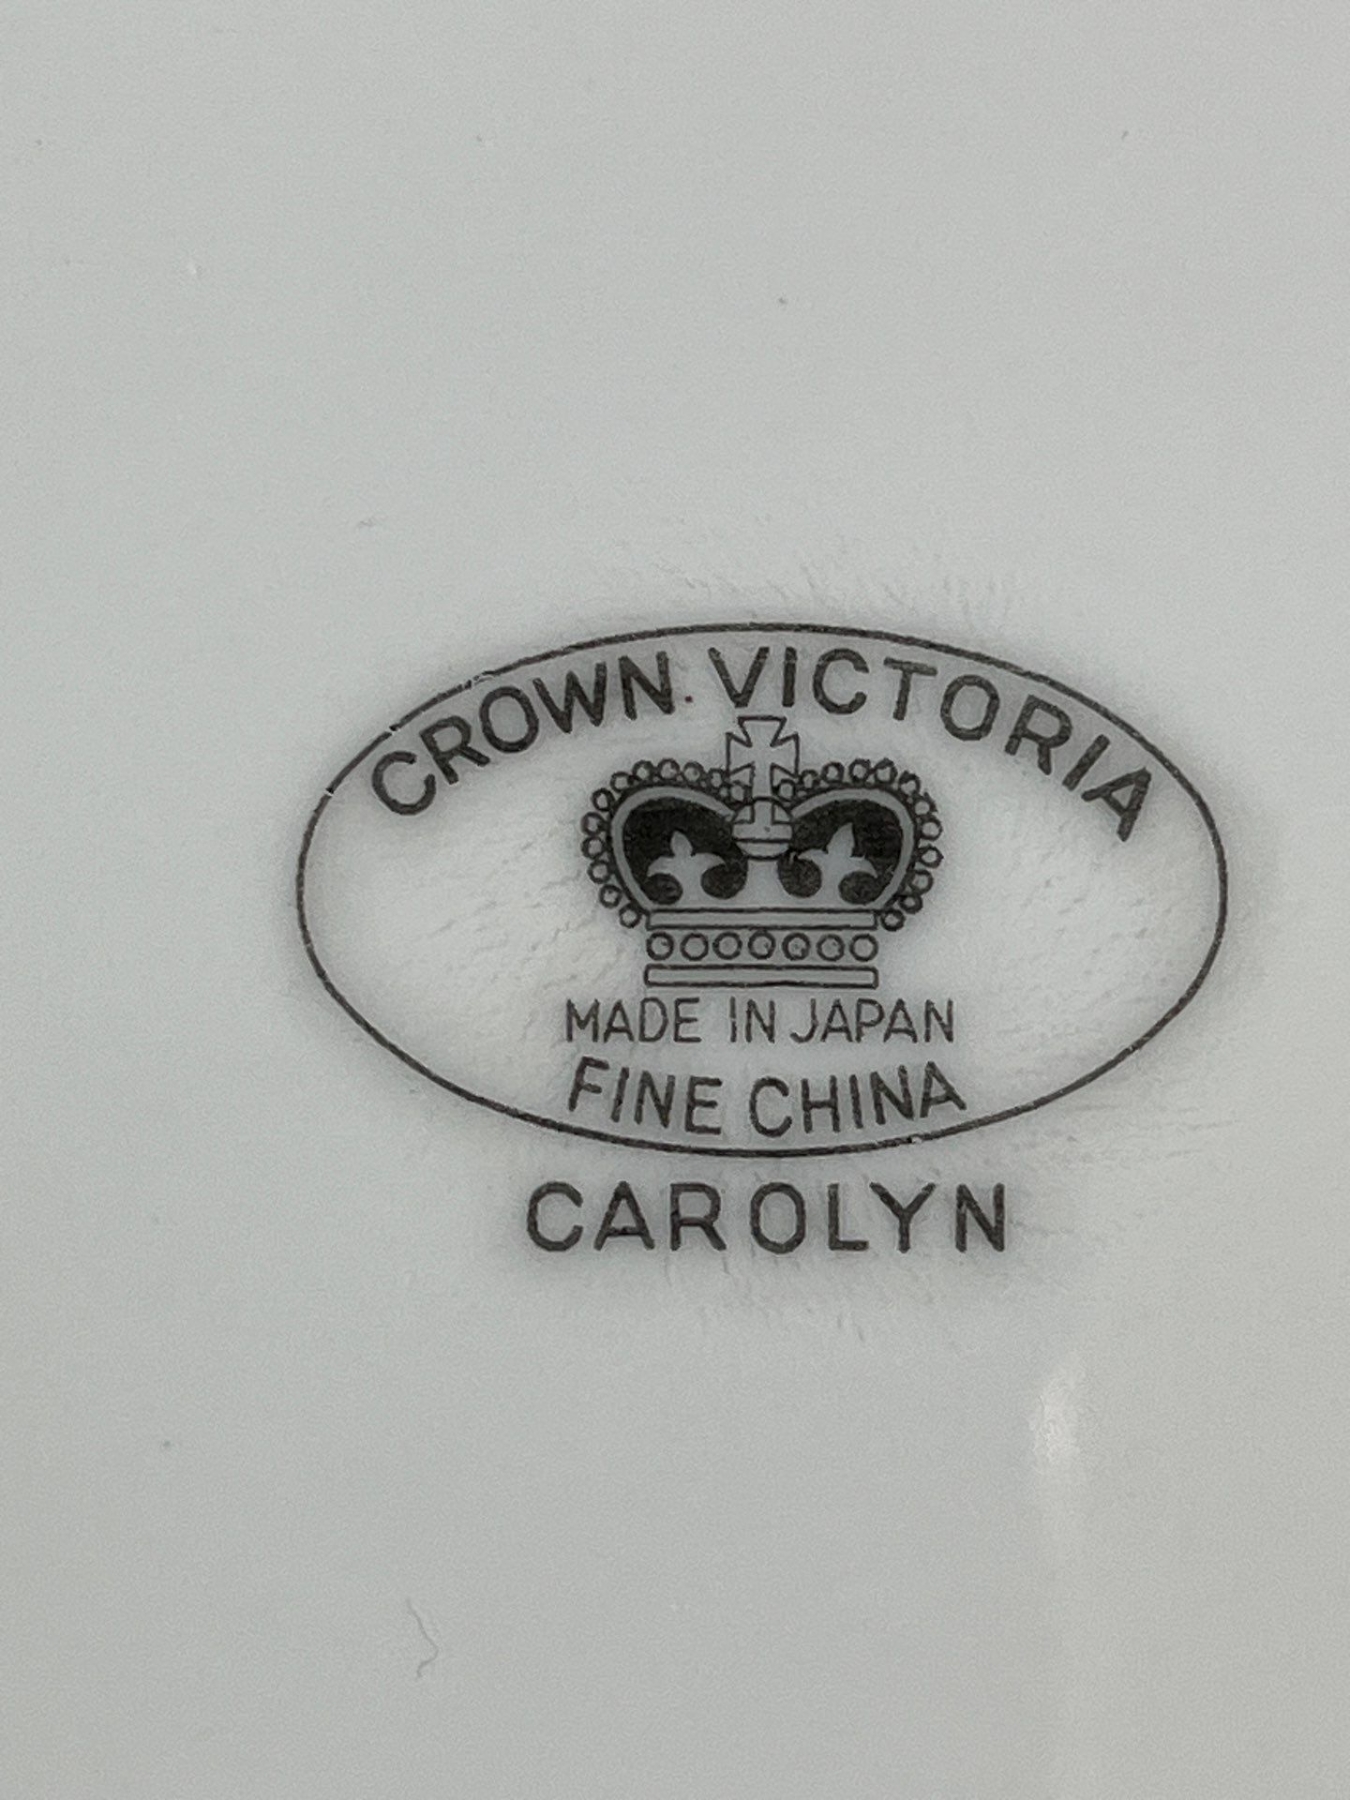 CROWN VICTORIA
MADE IN JAPAN
FINE CHINA
CAROLYN